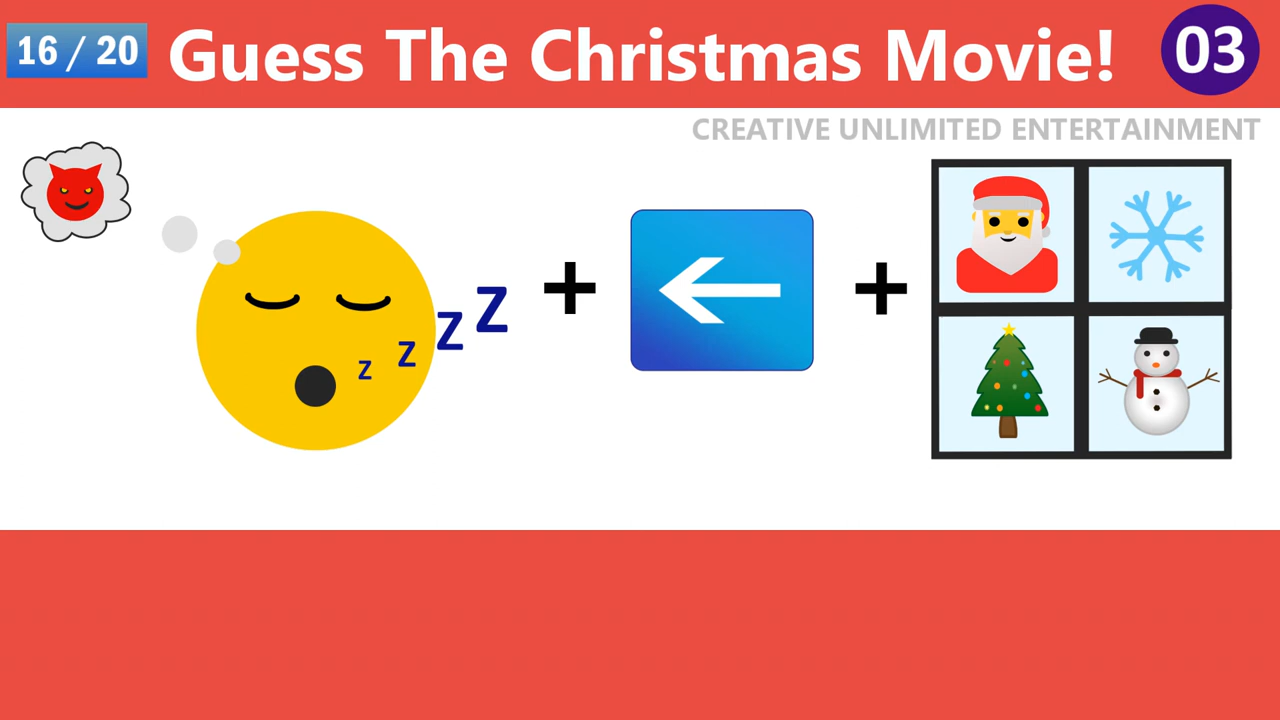 16 / 20
Guess The Christmas Movie!
03
CREATIVE UNLIMITED ENTERTAINMENT
z z z z
+
+